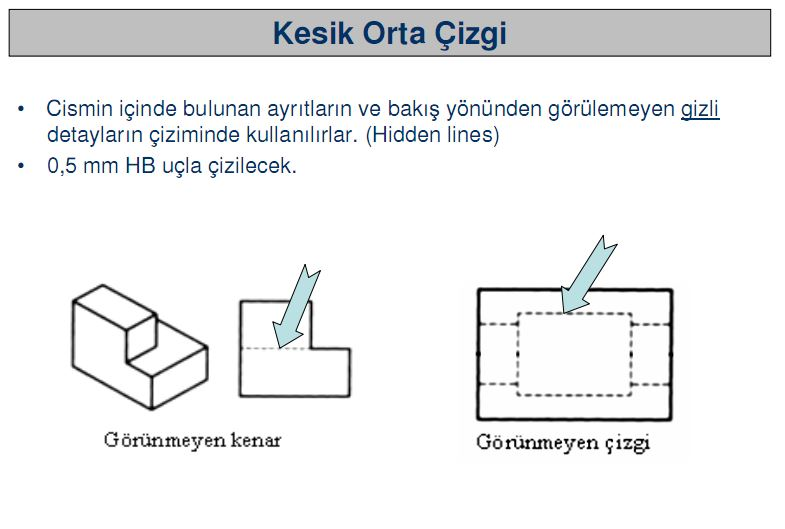 Kesik Orta Çizgi
• Cismin içinde bulunan ayrıtların ve bakış yönünden görülemeyen gizli
detayların çiziminde kullanılırlar. (Hidden lines)
• 0,5 mm HB uçla çizilecek.
Görünmeyen kenar
Görünmeyen çizgi